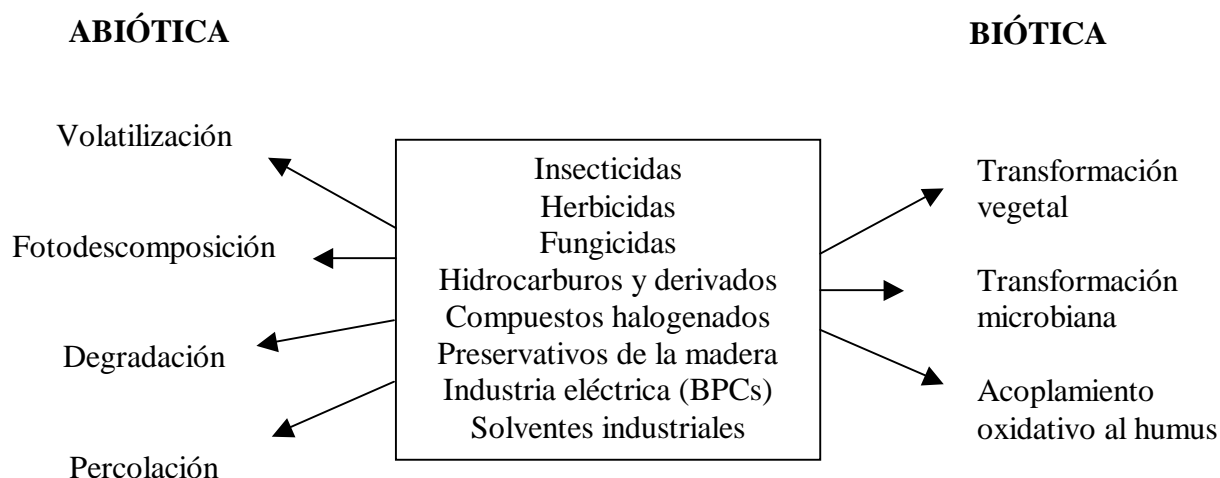 ABIÓTICA
BIÓTICA
Volatilización
Fotodescomposición
Degradación
Percolación
Insecticidas
Herbicidas
Fungicidas
Hidrocarburos y derivados
Compuestos halogenados
Preservativos de la madera
Industria eléctrica (BPCs)
Solventes industriales
Transformación
vegetal
Transformación
microbiana
Acoplamiento
oxidativo al humus